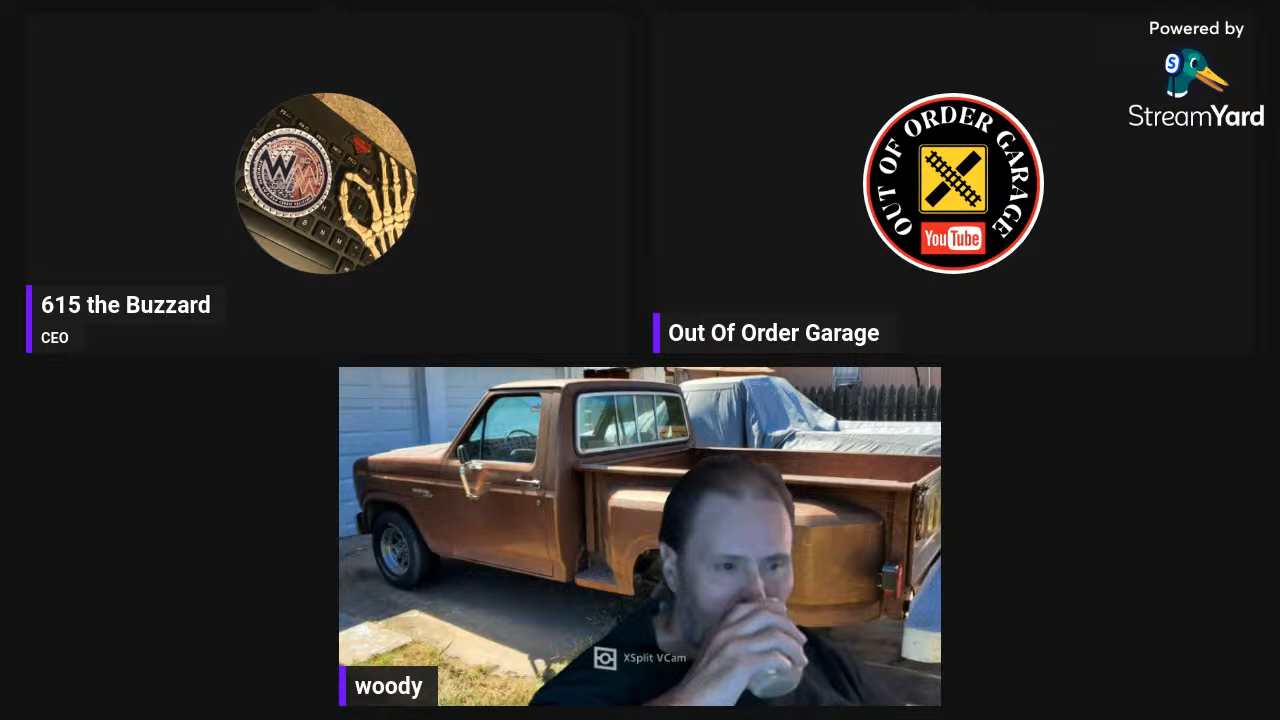 Powered by
S
StreamYard
OUT OF ORDER GARAGE
YouTube
615 the Buzzard
CEO
Out Of Order Garage
XSplit VCam
woody